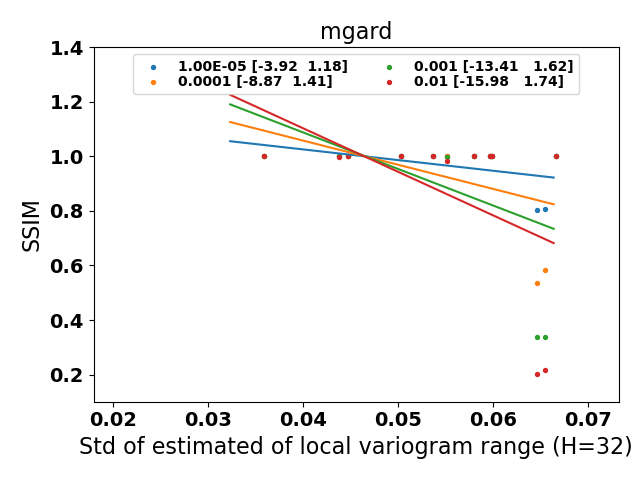 mgard
1.00E-05 [-3.92 1.18]
0.0001 [-8.87 1.41]
0.001 [-13.41 1.62]
0.01 [-15.98 1.74]
SSIM
1.4
1.2
1.0
0.8
0.6
0.4
0.2
0.02 0.03 0.04 0.05 0.06 0.07
Std of estimated of local variogram range (H=32)